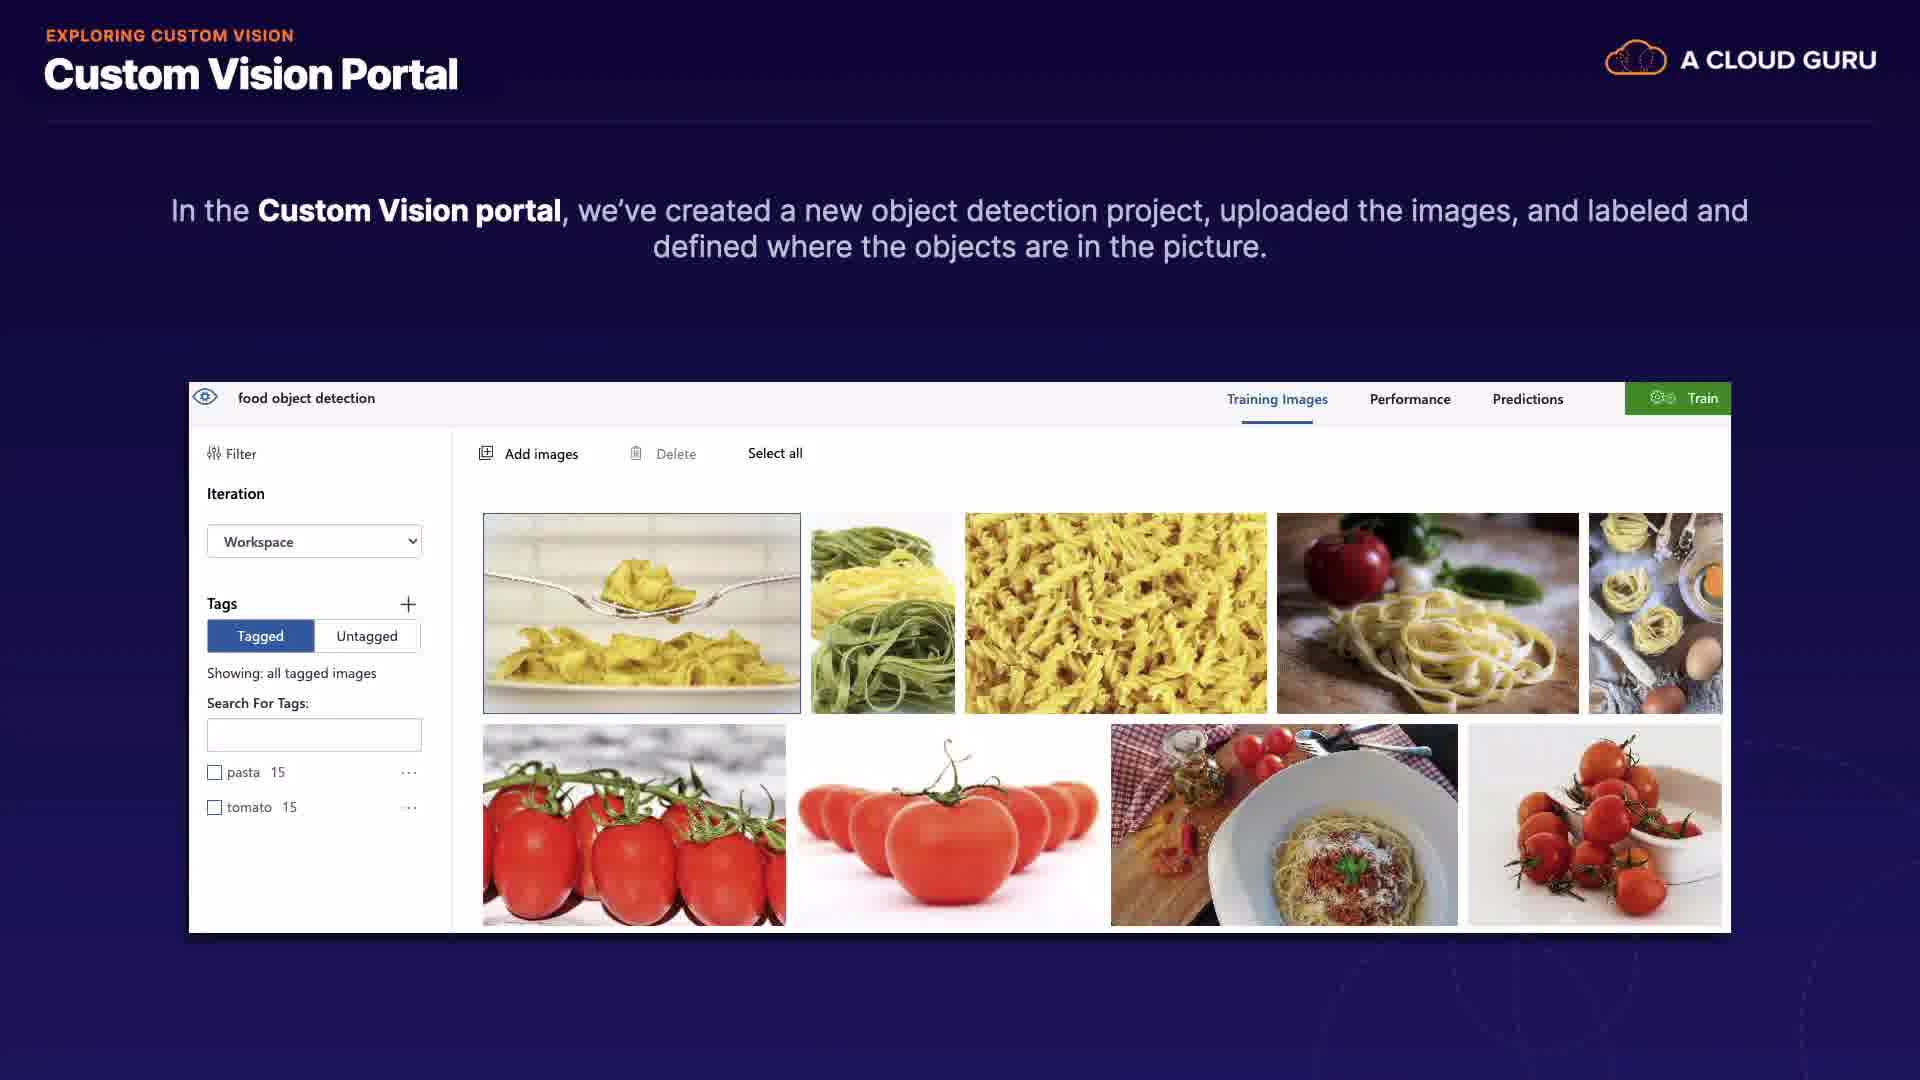 EXPLORING CUSTOM VISION
Custom Vision Portal
A CLOUD GURU
In the Custom Vision portal, we've created a new object detection project, uploaded the images, and labeled and
defined where the objects are in the picture.
food object detection
Training Images
Performance
Predictions
Train
Filter
Add images
Delete
Select all
Iteration
Workspace
Tags
Tagged
Untagged
Showing: all tagged images
Search For Tags:
pasta 15
tomato 15